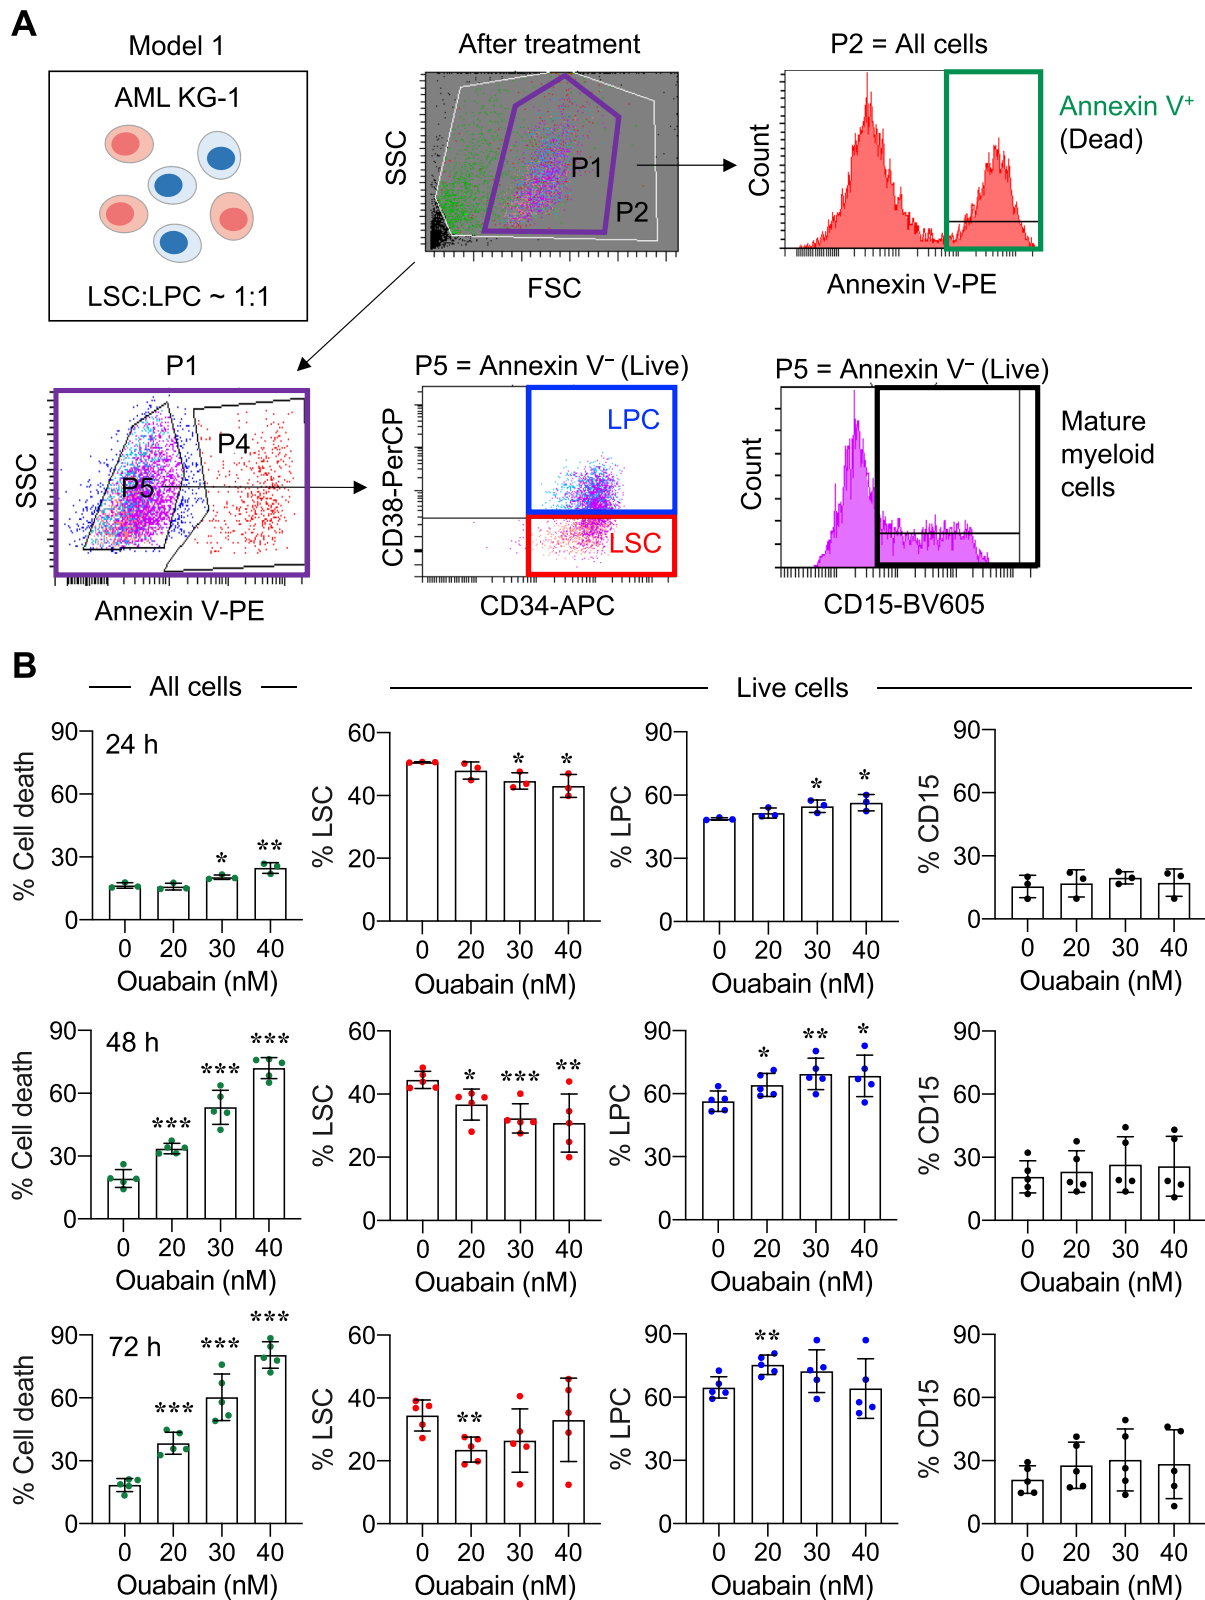 A
Model 1
AML KG-1
LSC:LPC ~ 1:1
After treatment
SSC
P1
P2
FSC
P2 = All cells
Count
Annexin V-PE
Annexin V⁺
(Dead)
P1
SSC
P5
P4
Annexin V-PE
P5 = Annexin V⁻ (Live)
CD38-PerCP
LPC
LSC
CD34-APC
P5 = Annexin V⁻ (Live)
Count
CD15-BV605
Mature
myeloid
cells
B
All cells
Live cells
24 h
% Cell death
90
60
30
0
* **
0 20 30 40
Ouabain (nM)
% LSC
60
40
20
0
* *
0 20 30 40
Ouabain (nM)
% LPC
90
60
30
0
* *
0 20 30 40
Ouabain (nM)
% CD15
90
60
30
0
0 20 30 40
Ouabain (nM)
48 h
% Cell death
90
60
30
0
*** *** ***
0 20 30 40
Ouabain (nM)
% LSC
60
40
20
0
* *** **
0 20 30 40
Ouabain (nM)
% LPC
90
60
30
0
* ** *
0 20 30 40
Ouabain (nM)
% CD15
90
60
30
0
0 20 30 40
Ouabain (nM)
72 h
% Cell death
90
60
30
0
*** *** ***
0 20 30 40
Ouabain (nM)
% LSC
60
40
20
0
**
0 20 30 40
Ouabain (nM)
% LPC
90
60
30
0
**
0 20 30 40
Ouabain (nM)
% CD15
90
60
30
0
0 20 30 40
Ouabain (nM)